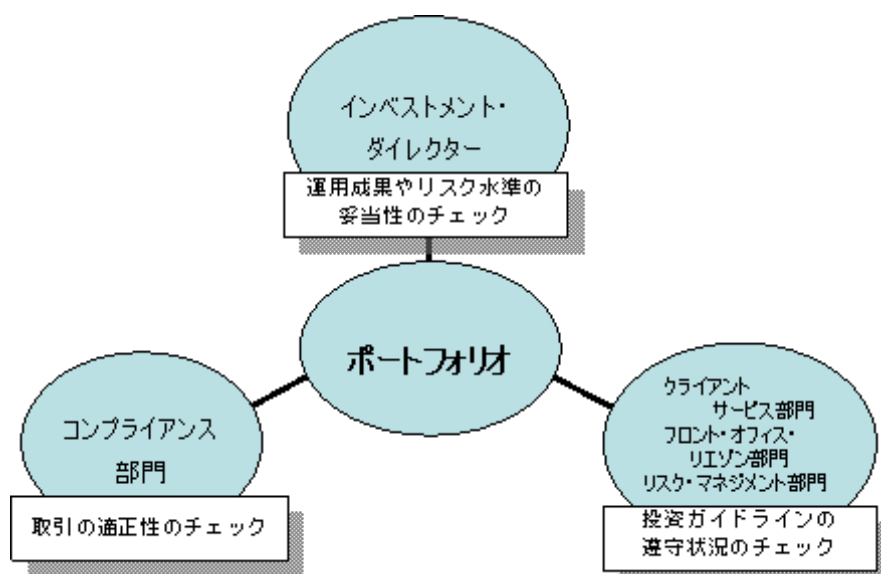 インベストメント・
ダイレクター
運用成果やリスク水準の
妥当性のチェック
ポートフォリオ
コンプライアンス
部門
取引の適正性のチェック
クライアント
サービス部門
フロント・オフィス・
リエゾン部門
リスク・マネジメント部門
投資ガイドラインの
遵守状況のチェック